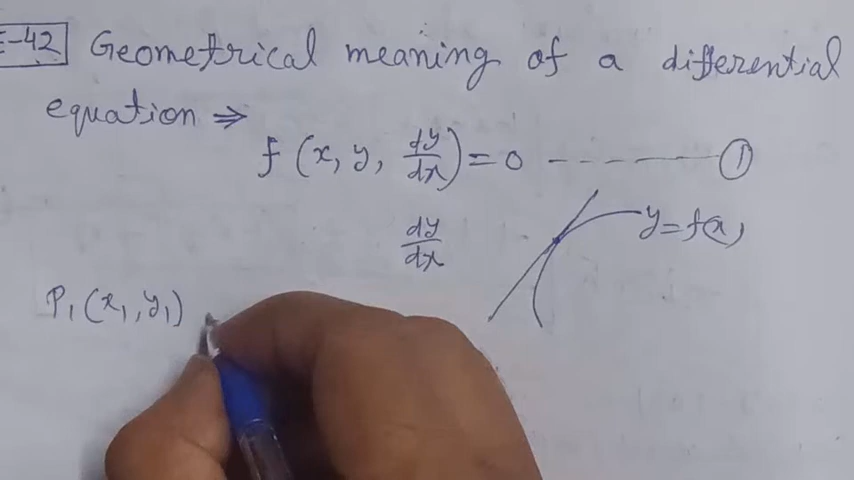 E-42 Geometrical meaning of a differential
equation ⇒
f (x, y, dy/dx) = 0 ------- ①
dy/dx
y = f(x)
P₁ (x₁, y₁)